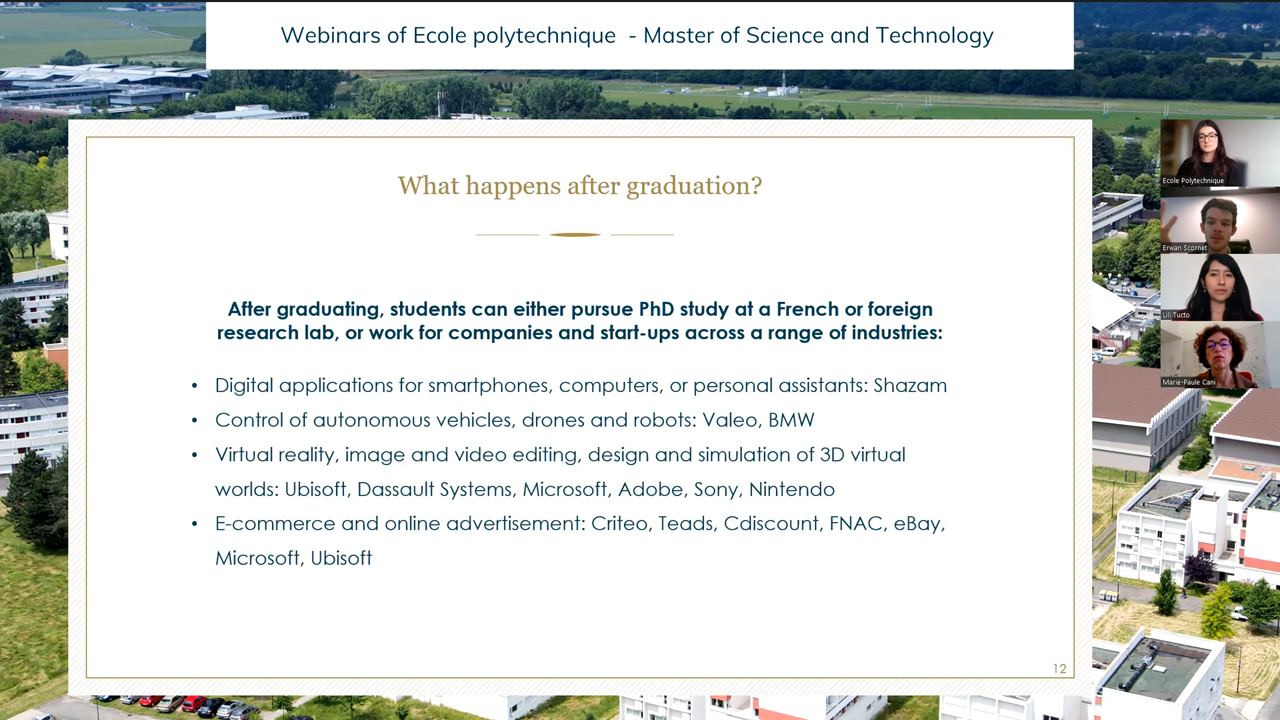 Webinars of Ecole polytechnique - Master of Science and Technology
What happens after graduation?
After graduating, students can either pursue PhD study at a French or foreign
research lab, or work for companies and start-ups across a range of industries:
• Digital applications for smartphones, computers, or personal assistants: Shazam
• Control of autonomous vehicles, drones and robots: Valeo, BMW
• Virtual reality, image and video editing, design and simulation of 3D virtual
worlds: Ubisoft, Dassault Systems, Microsoft, Adobe, Sony, Nintendo
• E-commerce and online advertisement: Criteo, Teads, Cdiscount, FNAC, eBay,
Microsoft, Ubisoft
12
Ecole Polytechnique
Erwan Scornet
Lili Tucto
Marie-Paule Cani